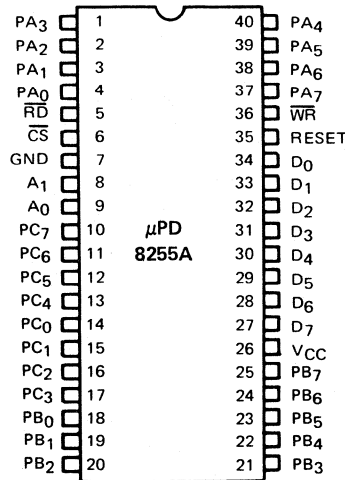 PA3 1 40 PA4
PA2 2 39 PA5
PA1 3 38 PA6
PA0 4 37 PA7
RD 5 36 WR
CS 6 35 RESET
GND 7 34 D0
A1 8 33 D1
A0 9 32 D2
PC7 10 μPD 31 D3
PC6 11 8255A 30 D4
PC5 12 29 D5
PC4 13 28 D6
PC0 14 27 D7
PC1 15 26 VCC
PC2 16 25 PB7
PC3 17 24 PB6
PB0 18 23 PB5
PB1 19 22 PB4
PB2 20 21 PB3